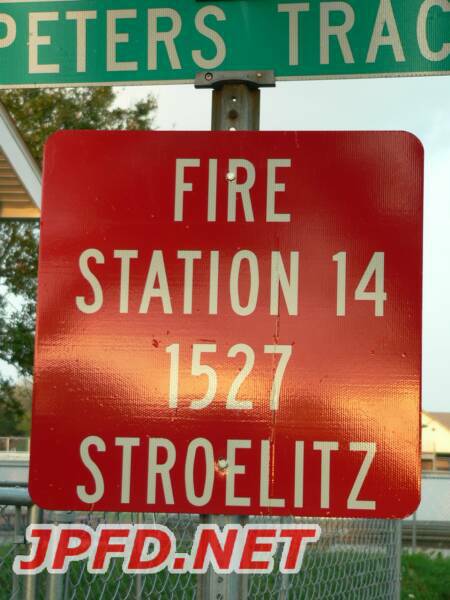 PETERS TRAC
FIRE
STATION 14
1527
STROELITZ
JPFD.NET